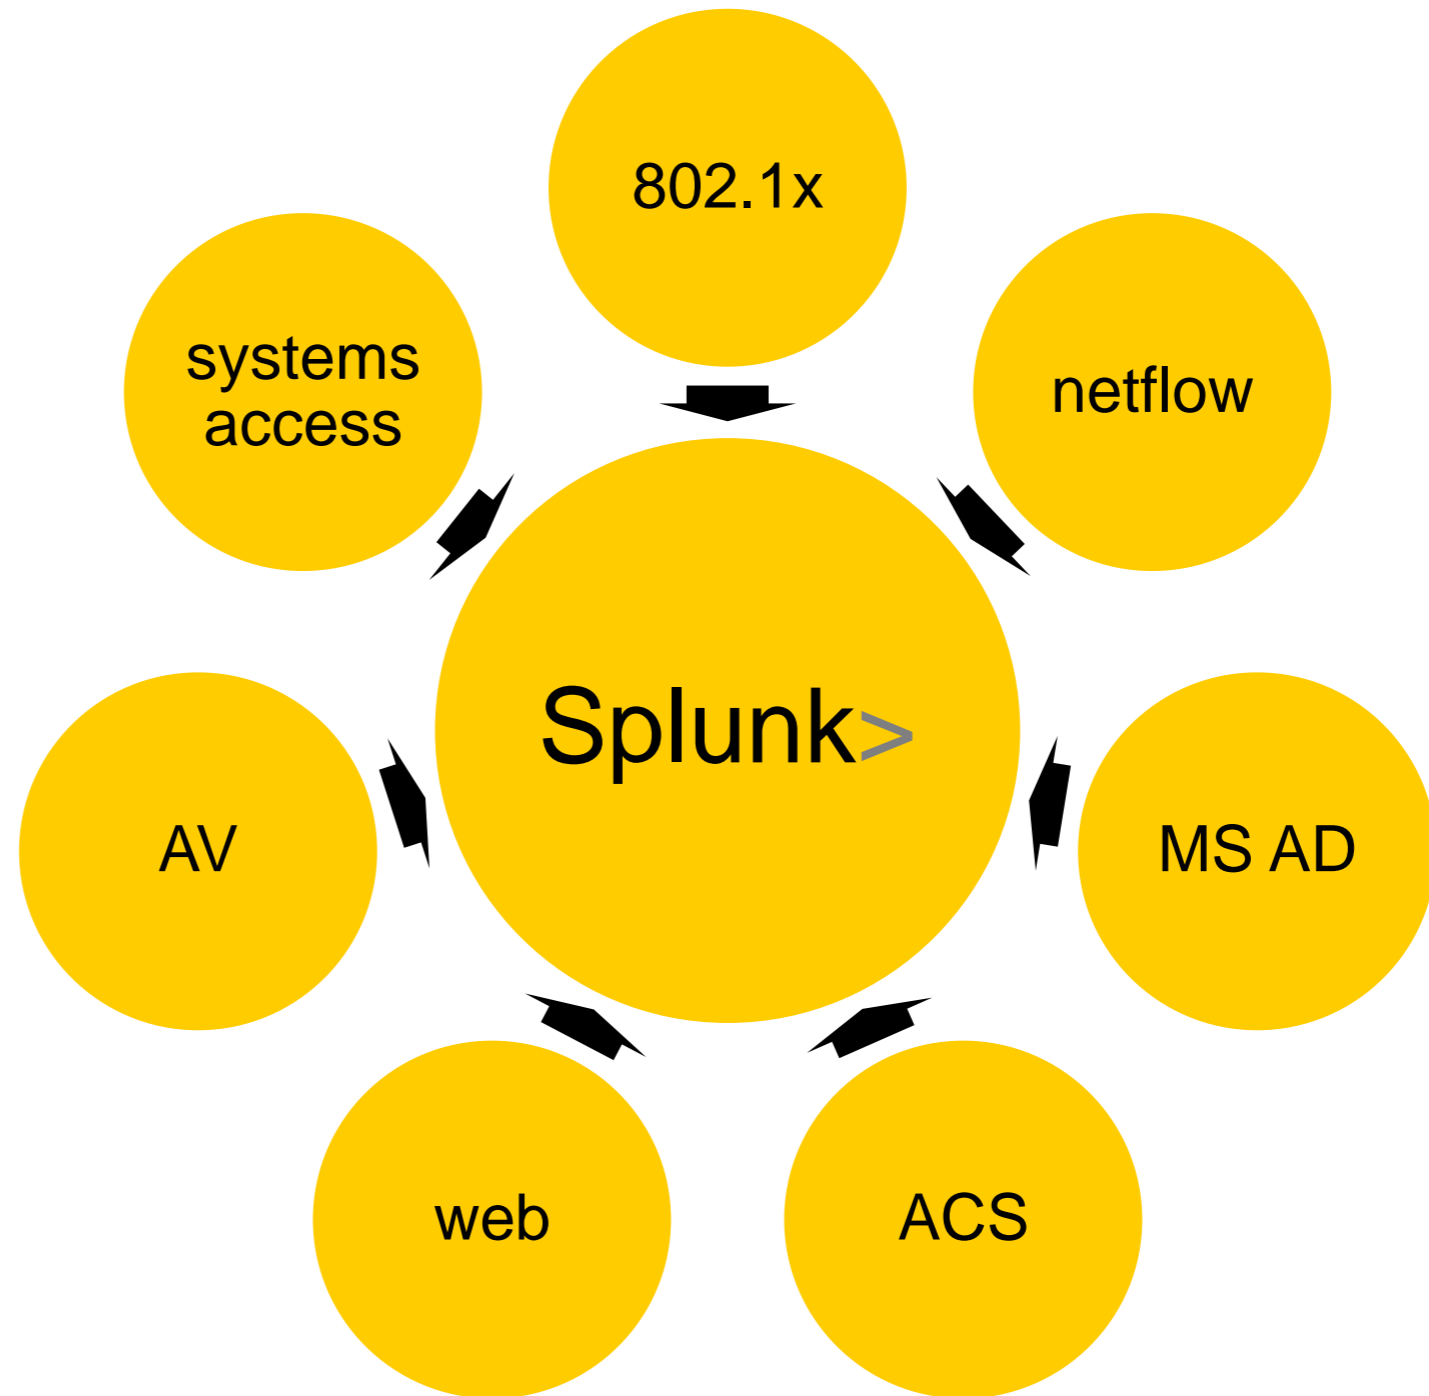 802.1x
systems
access
netflow
Splunk>
AV
MS AD
web
ACS